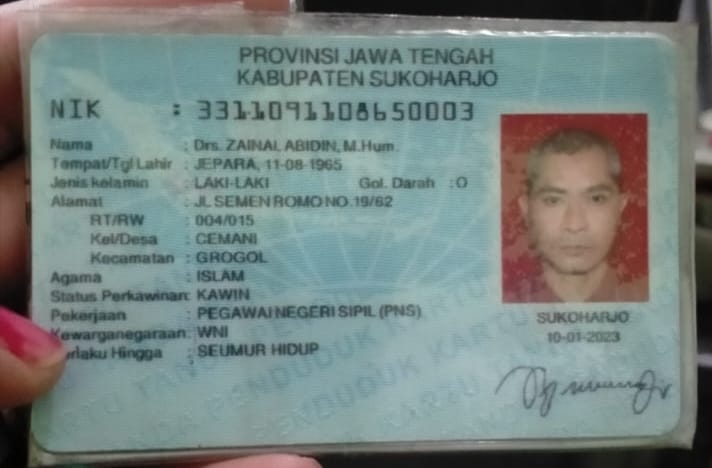 PROVINSI JAWA TENGAH
KABUPATEN SUKOHARJO
NIK : 3311091108650003
Nama : Drs. ZAINAL ABIDIN, M.Hum.
Tempat/Tgl Lahir : JEPARA, 11-08-1965
Jenis kelamin : LAKI-LAKI Gol. Darah : O
Alamat : JL SEMEN ROMO NO.19/62
RT/RW : 004/015
Kel/Desa : CEMANI
Kecamatan : GROGOL
Agama : ISLAM
Status Perkawinan: KAWIN
Pekerjaan : PEGAWAI NEGERI SIPIL (PNS)
Kewarganegaraan: WNI
erlaku Hingga : SEUMUR HIDUP
SUKOHARJO
10-01-2023